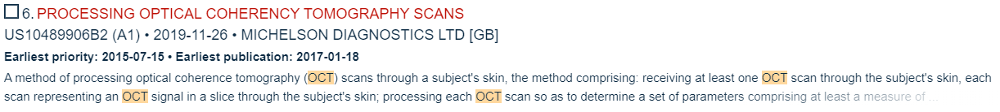 6. PROCESSING OPTICAL COHERENCY TOMOGRAPHY SCANS
US10489906B2 (A1) • 2019-11-26 • MICHELSON DIAGNOSTICS LTD [GB]
Earliest priority: 2015-07-15 • Earliest publication: 2017-01-18
A method of processing optical coherence tomography (OCT) scans through a subject's skin, the method comprising: receiving at least one OCT scan through the subject's skin, each
scan representing an OCT signal in a slice through the subject's skin; processing each OCT scan so as to determine a set of parameters comprising at least a measure of ...